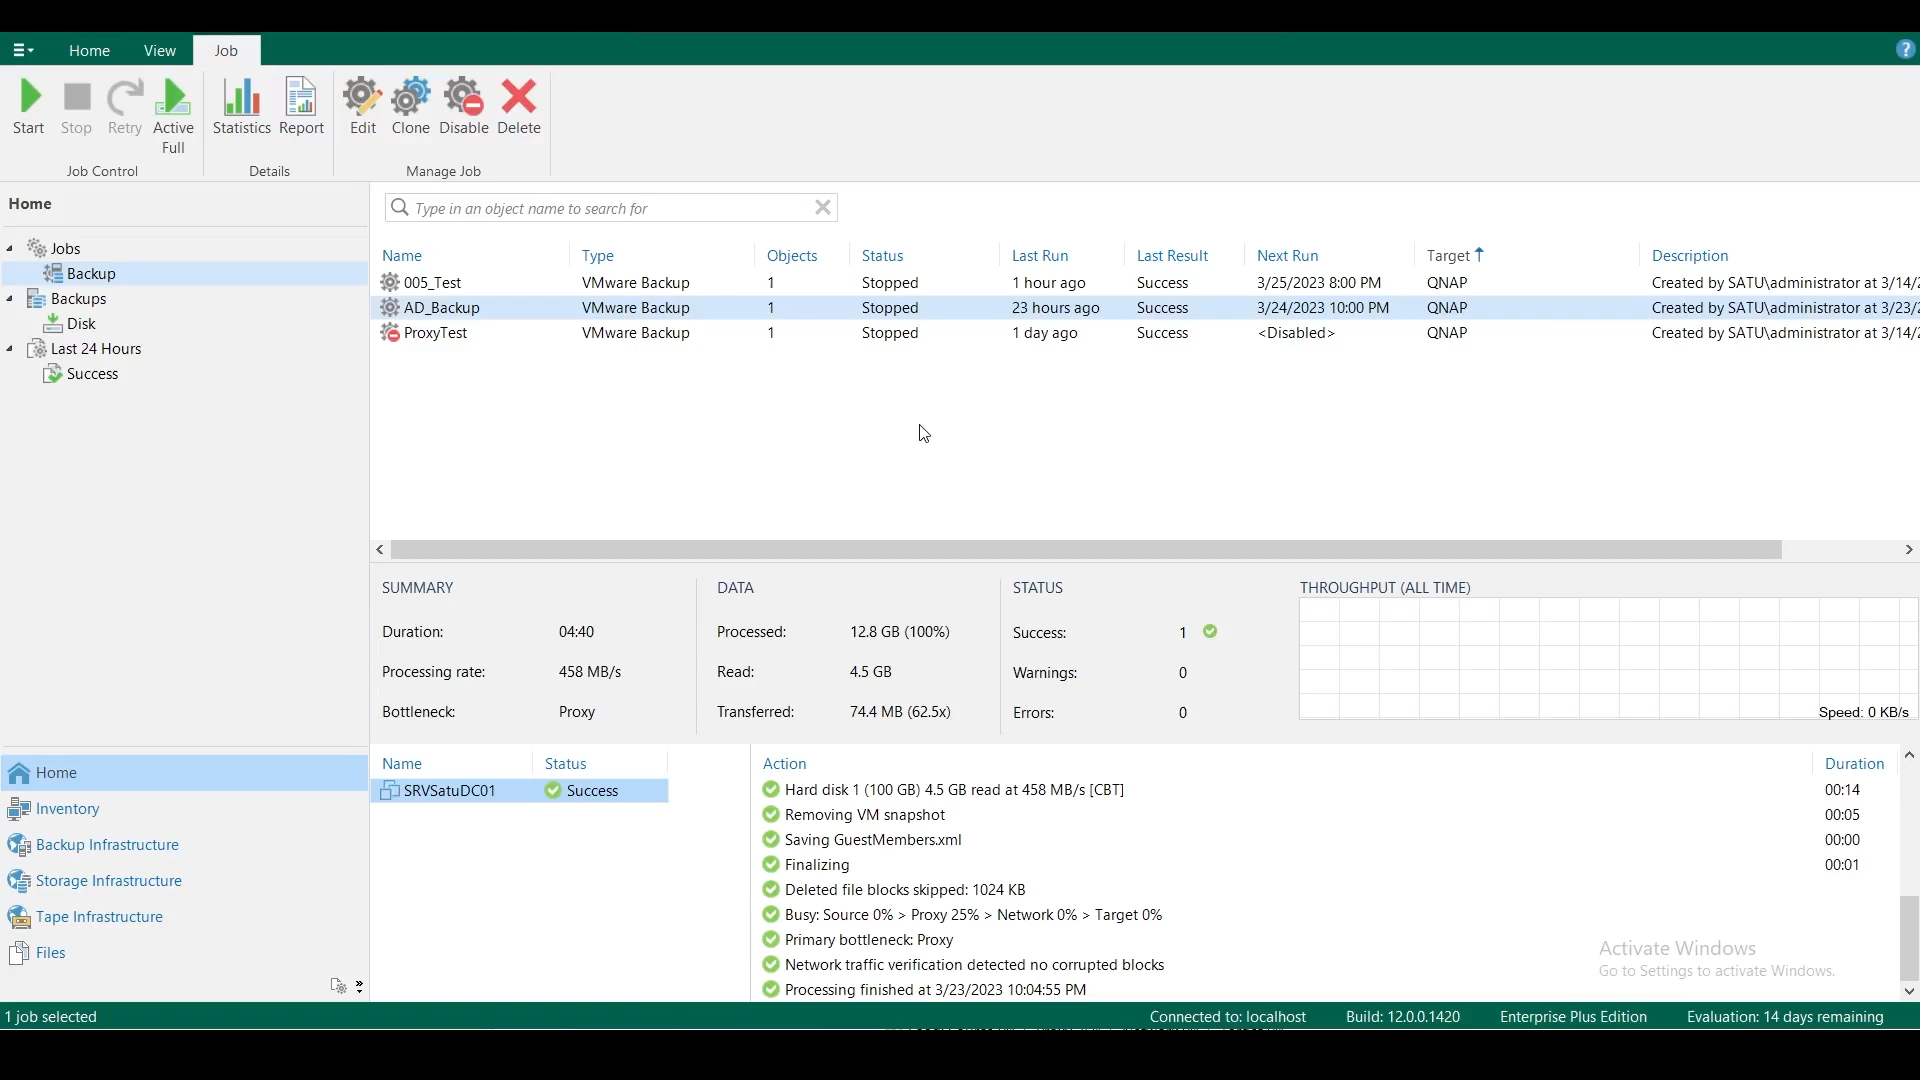 Home View Job ?
Start Stop Retry Active Full Statistics Report Edit Clone Disable Delete
Job Control Details Manage Job
Home
Jobs
Backup
Backups
Disk
Last 24 Hours
Success
Type in an object name to search for
Name Type Objects Status Last Run Last Result Next Run Target Description
005_Test VMware Backup 1 Stopped 1 hour ago Success 3/25/2023 8:00 PM QNAP Created by SATU\administrator at 3/14/2
AD_Backup VMware Backup 1 Stopped 23 hours ago Success 3/24/2023 10:00 PM QNAP Created by SATU\administrator at 3/23/2
ProxyTest VMware Backup 1 Stopped 1 day ago Success <Disabled> QNAP Created by SATU\administrator at 3/14/2
SUMMARY DATA STATUS THROUGHPUT (ALL TIME)
Duration: 04:40 Processed: 12.8 GB (100%) Success: 1
Processing rate: 458 MB/s Read: 4.5 GB Warnings: 0
Bottleneck: Proxy Transferred: 74.4 MB (62.5x) Errors: 0 Speed: 0 KB/s
Home
Inventory
Backup Infrastructure
Storage Infrastructure
Tape Infrastructure
Files
Name Status
SRVSatuDC01 Success
Action Duration
Hard disk 1 (100 GB) 4.5 GB read at 458 MB/s [CBT] 00:14
Removing VM snapshot 00:05
Saving GuestMembers.xml 00:00
Finalizing 00:01
Deleted file blocks skipped: 1024 KB
Busy: Source 0% > Proxy 25% > Network 0% > Target 0%
Primary bottleneck: Proxy
Network traffic verification detected no corrupted blocks
Processing finished at 3/23/2023 10:04:55 PM
Activate Windows
Go to Settings to activate Windows.
1 job selected Connected to: localhost Build: 12.0.0.1420 Enterprise Plus Edition Evaluation: 14 days remaining